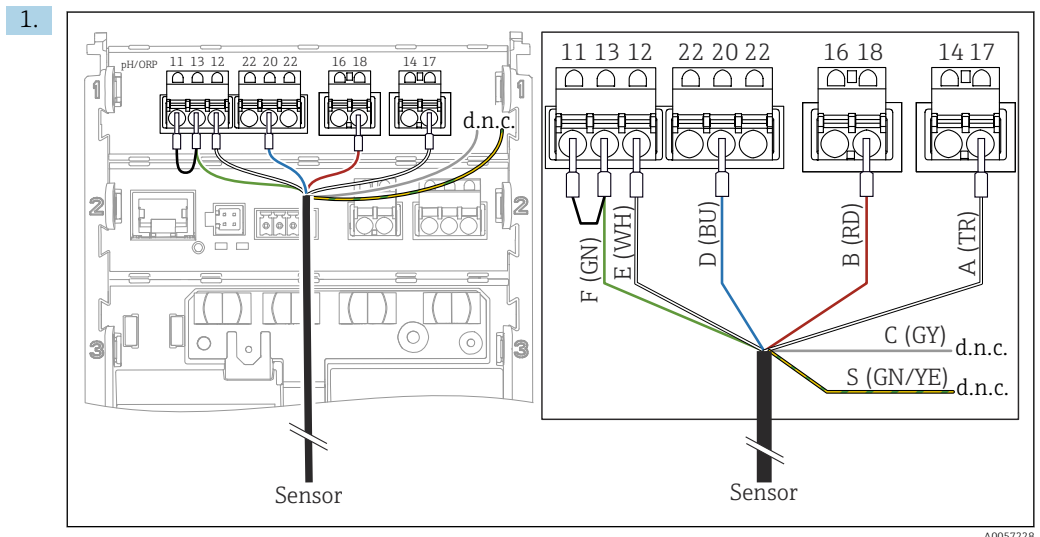 1.
pH/ORP 11 13 12 22 20 22 16 18 14 17
1
1
d.n.c.
2
2
3
3
Sensor
11 13 12 22 20 22 16 18 14 17
F (GN)
E (WH)
D (BU)
B (RD)
A (TR)
C (GY) d.n.c.
S (GN/YE) d.n.c.
Sensor
A0057228